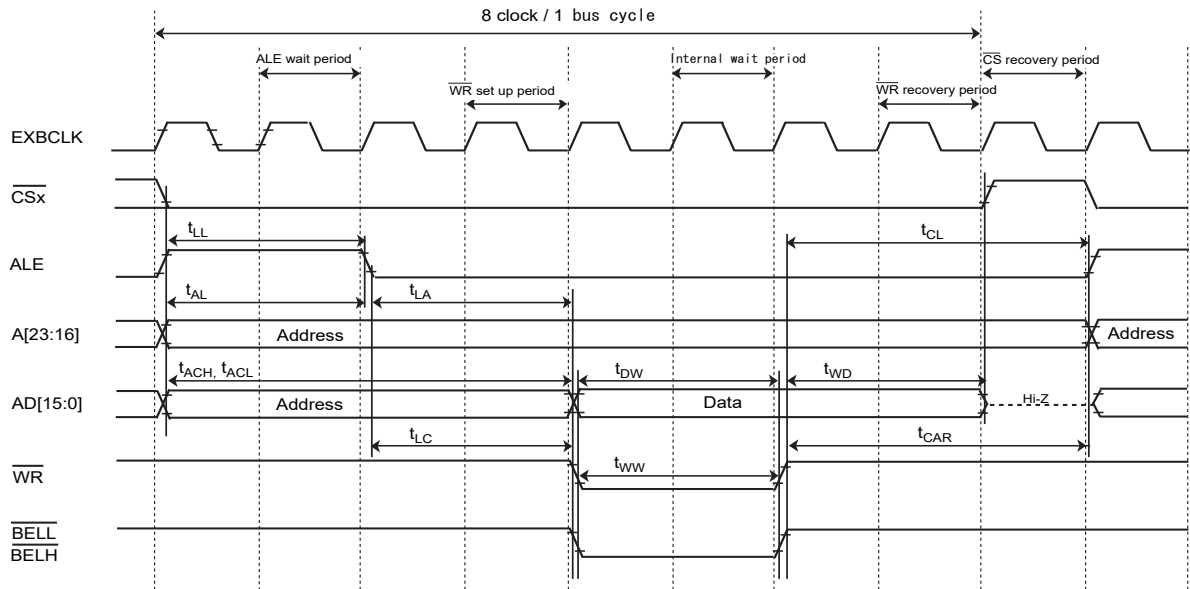 8 clock / 1 bus cycle
ALE wait period
Internal wait period
CS recovery period
WR set up period
WR recovery period
EXBCLK
CSx
tLL
tCL
ALE
tAL
tLA
A[23:16]
Address
Address
tACH, tACL
tDW
tWD
AD[15:0]
Address
Data
Hi-Z
tLC
tCAR
WR
tWW
BELL
BELH